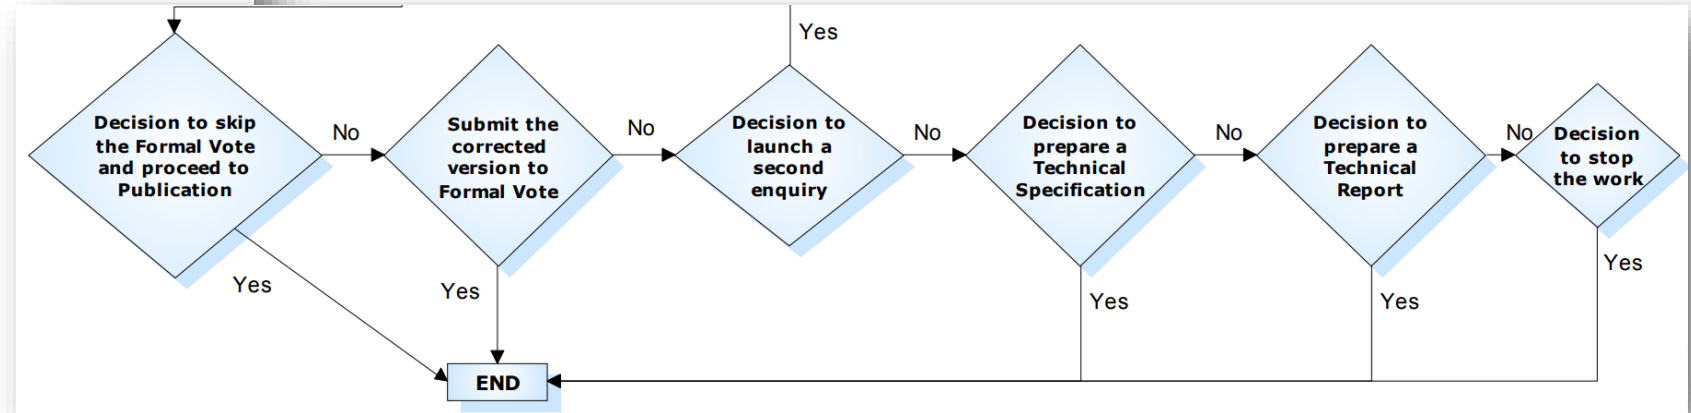 Yes
Decision to skip
the Formal Vote
and proceed to
Publication
No
Submit the
corrected
version to
Formal Vote
No
Decision to
launch a
second
enquiry
No
Decision to
prepare a
Technical
Specification
No
Decision to
prepare a
Technical
Report
No
Decision
to stop
the work
Yes
Yes
Yes
Yes
Yes
END